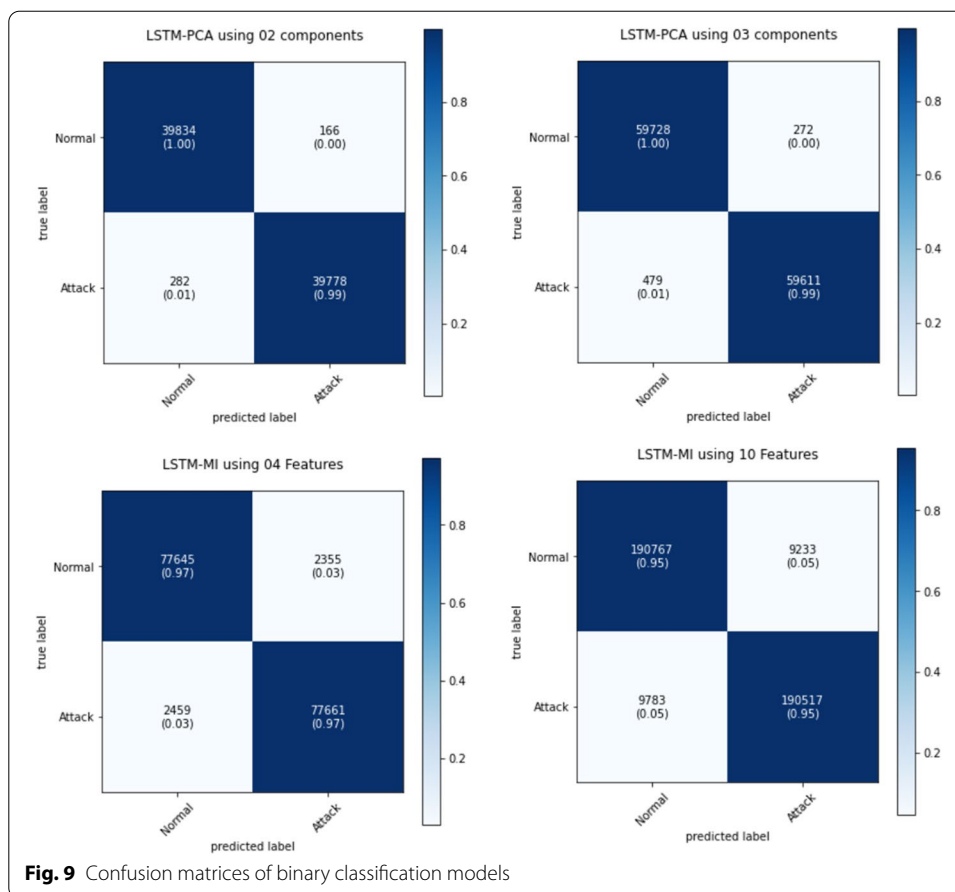 LSTM-PCA using 02 components
0.8
0.6
0.4
0.2
Normal
Attack
true label
39834
(1.00)
166
(0.00)
282
(0.01)
39778
(0.99)
Normal
Attack
predicted label
LSTM-PCA using 03 components
0.8
0.6
0.4
0.2
Normal
Attack
true label
59728
(1.00)
272
(0.00)
479
(0.01)
59611
(0.99)
Normal
Attack
predicted label
LSTM-MI using 04 Features
0.8
0.6
0.4
0.2
Normal
Attack
true label
77645
(0.97)
2355
(0.03)
2459
(0.03)
77661
(0.97)
Normal
Attack
predicted label
LSTM-MI using 10 Features
0.8
0.6
0.4
0.2
Normal
Attack
true label
190767
(0.95)
9233
(0.05)
9783
(0.05)
190517
(0.95)
Normal
Attack
predicted label
Fig. 9 Confusion matrices of binary classification models